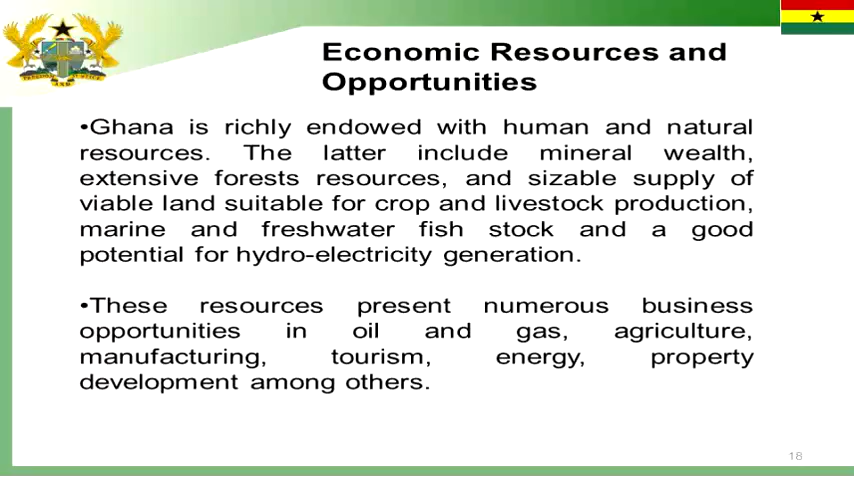 Economic Resources and
Opportunities
•Ghana is richly endowed with human and natural
resources. The latter include mineral wealth,
extensive forests resources, and sizable supply of
viable land suitable for crop and livestock production,
marine and freshwater fish stock and a good
potential for hydro-electricity generation.
•These resources present numerous business
opportunities in oil and gas, agriculture,
manufacturing, tourism, energy, property
development among others.
18
FREEDOM AND JUSTICE